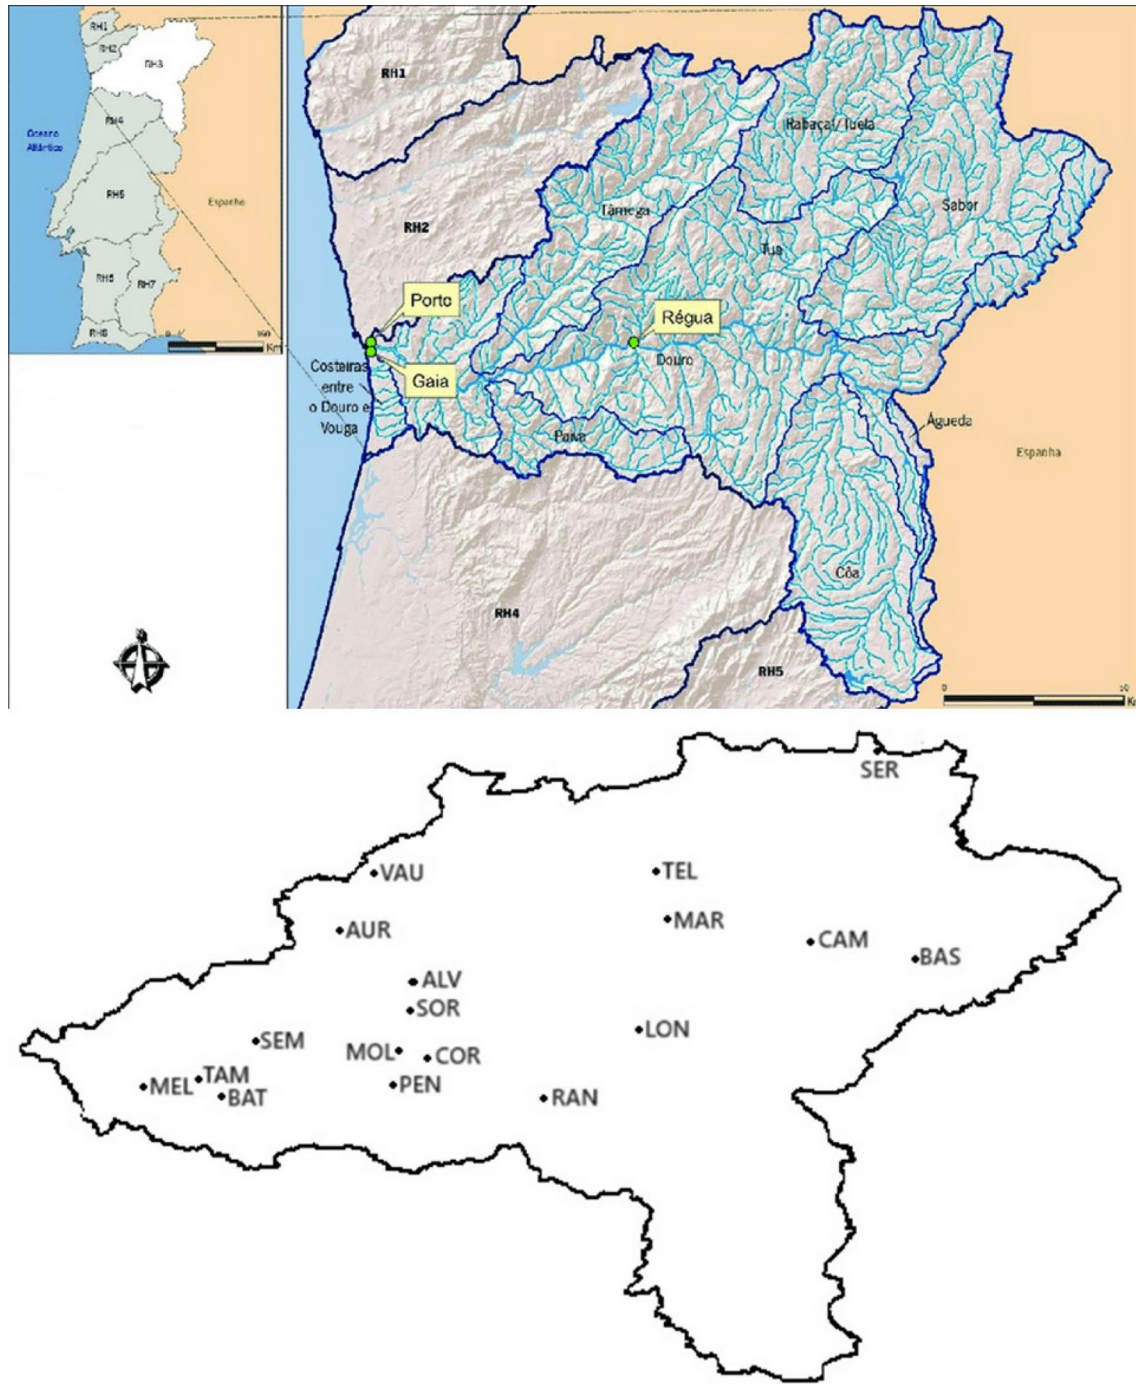 RH1
RH2
RH3
RH4
Oceano
Atlântico
Espanha
RH5
RH7
Km
RH1
RH2
Rabaçal/Tuela
Tâmega
Sabor
Tua
Porto
Régua
Gaia
Douro
Costeiras
entre
o Douro e
Vouga
Paiva
Águeda
Espanha
Côa
RH4
RH5
0
50
SER
VAU
TEL
AUR
MAR
CAM
BAS
ALV
SOR
LON
SEM
MOL
COR
TAM
MEL
PEN
BAT
RAN